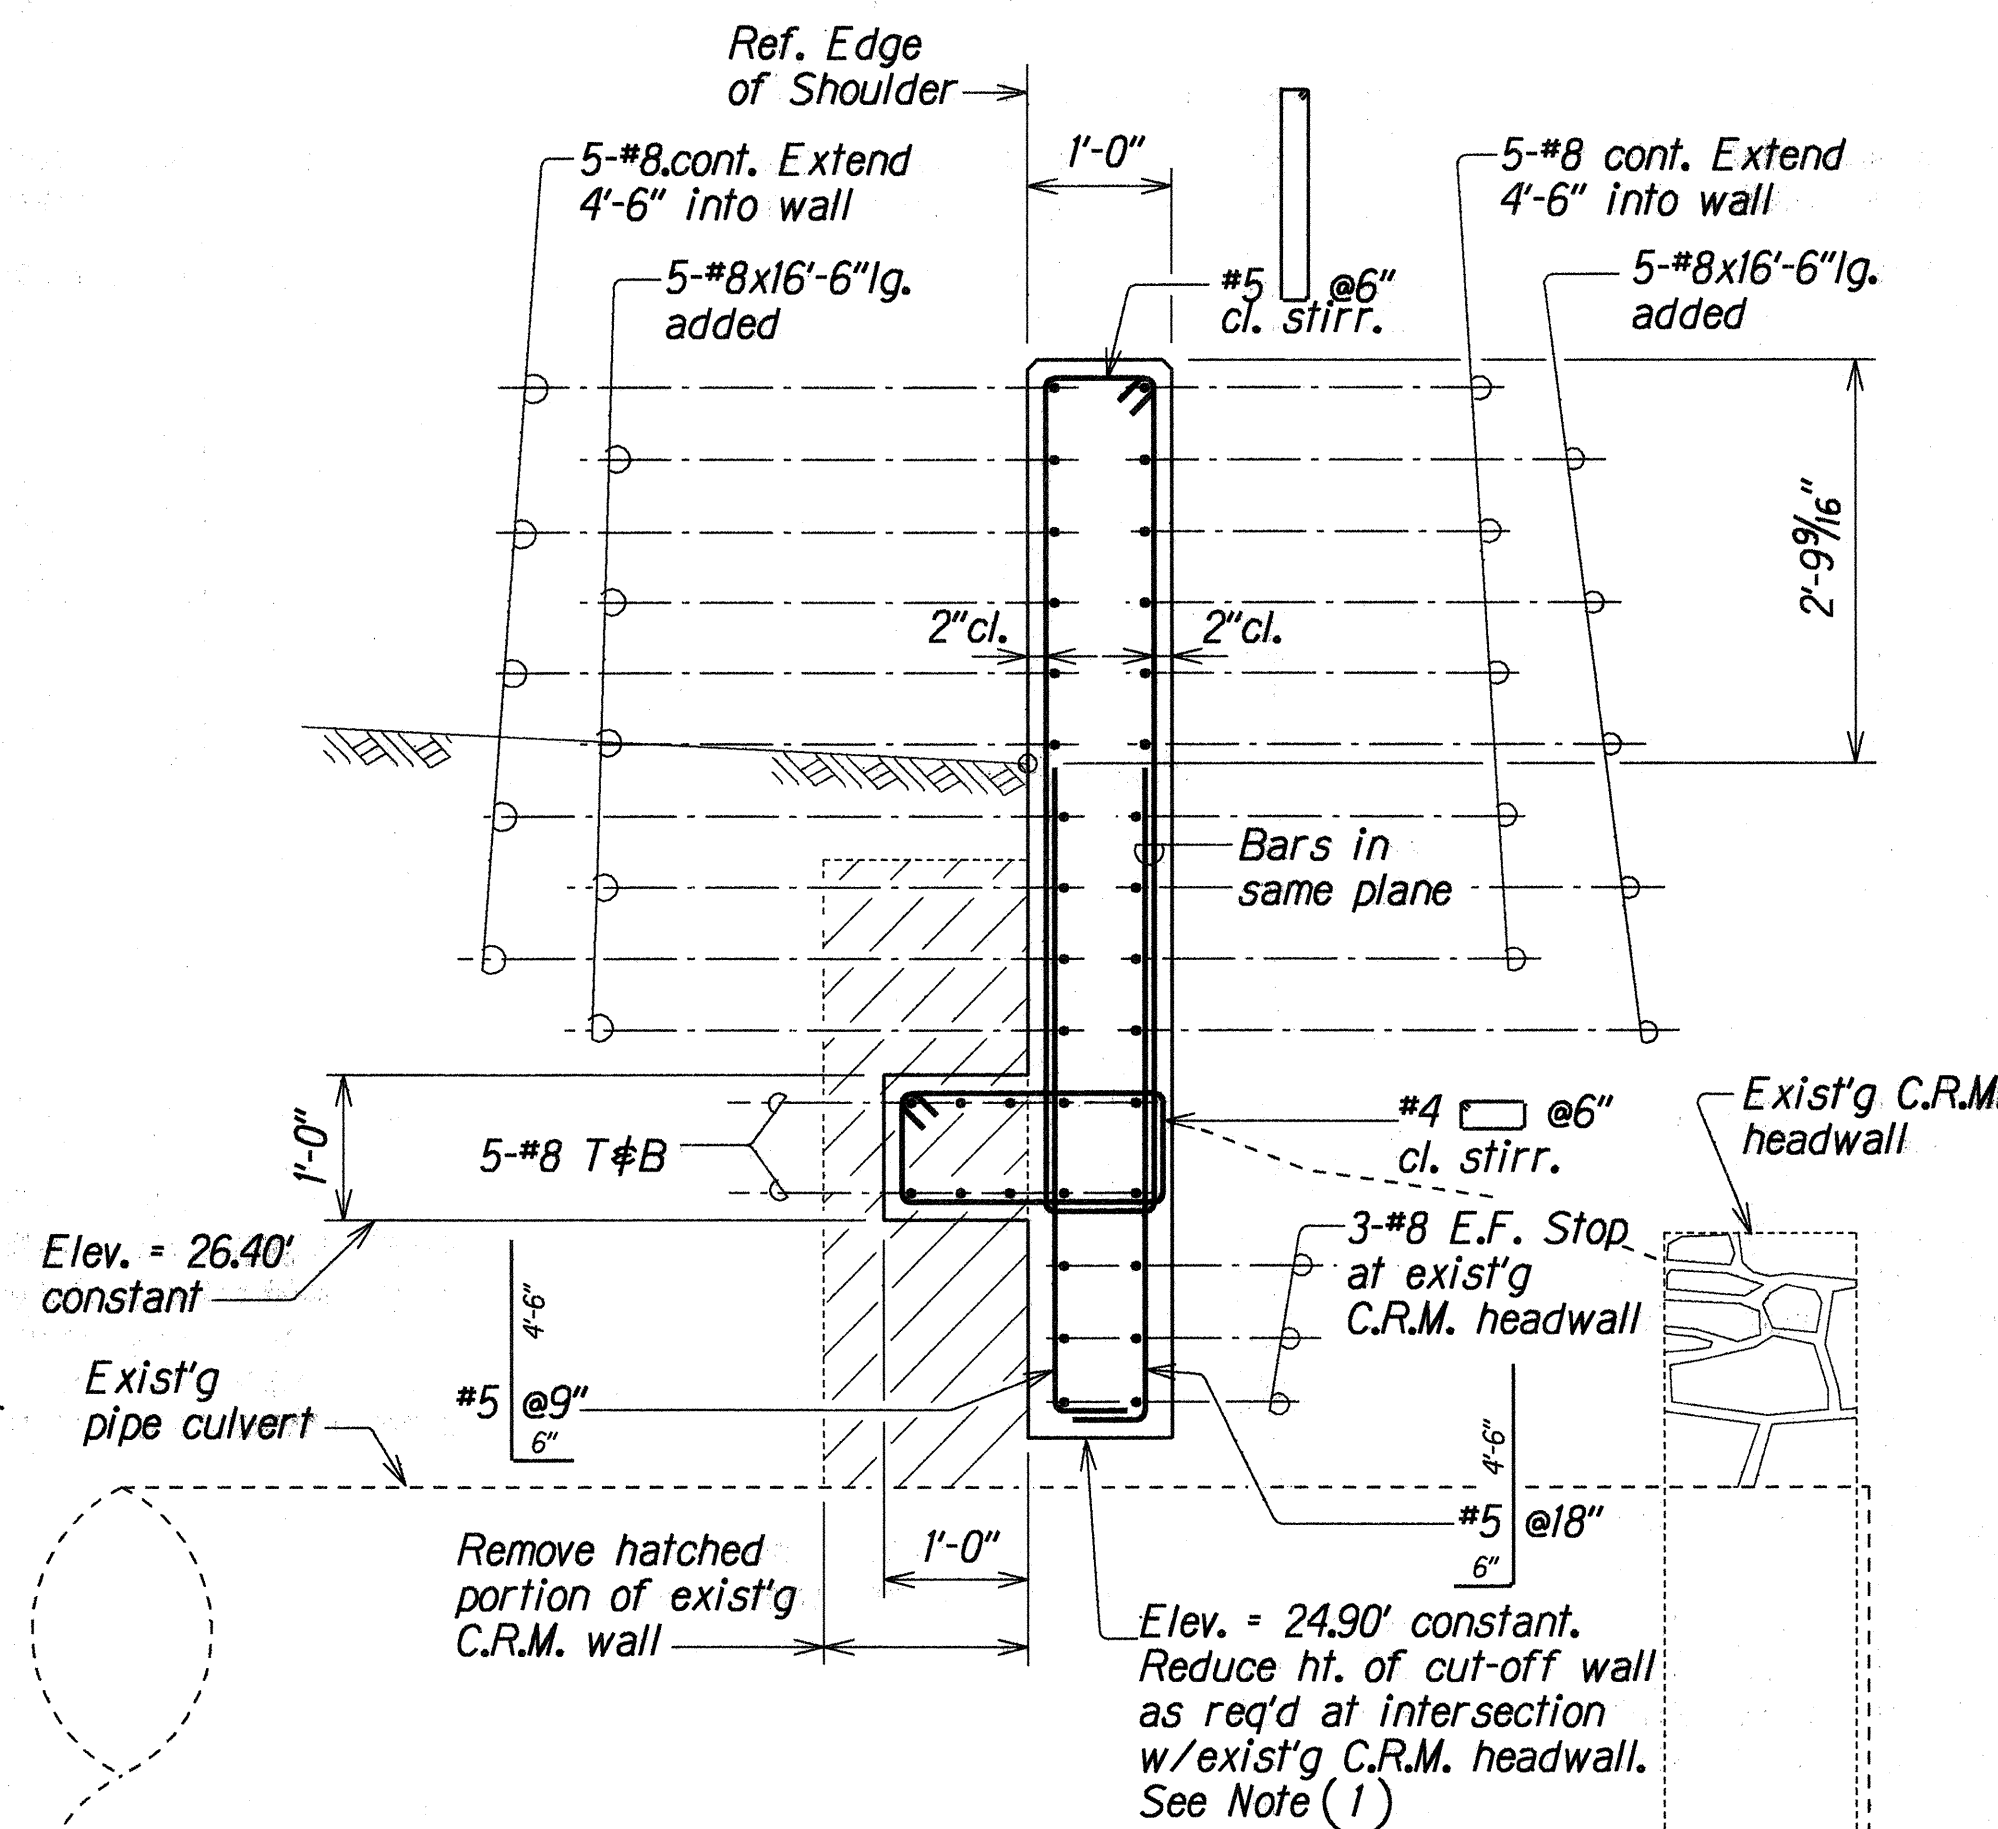 Ref. Edge
of Shoulder
1'-0"
5-#8.cont. Extend
4'-6" into wall
5-#8 cont. Extend
4'-6" into wall
5-#8x16'-6"lg.
added
#5 @6"
cl. stirr.
5-#8x16'-6"lg.
added
2'-9 9/16"
2"cl.
2"cl.
Bars in
same plane
1'-0"
5-#8 T&B
#4 @6"
cl. stirr.
Exist'g C.R.M.
headwall
Elev. = 26.40'
constant
3-#8 E.F. Stop
at exist'g
C.R.M. headwall
4'-6"
#5 @9"
6"
Exist'g
pipe culvert
4'-6"
#5 @18"
6"
Remove hatched
portion of exist'g
C.R.M. wall
1'-0"
Elev. = 24.90' constant.
Reduce ht. of cut-off wall
as req'd at intersection
w/exist'g C.R.M. headwall.
See Note (1)